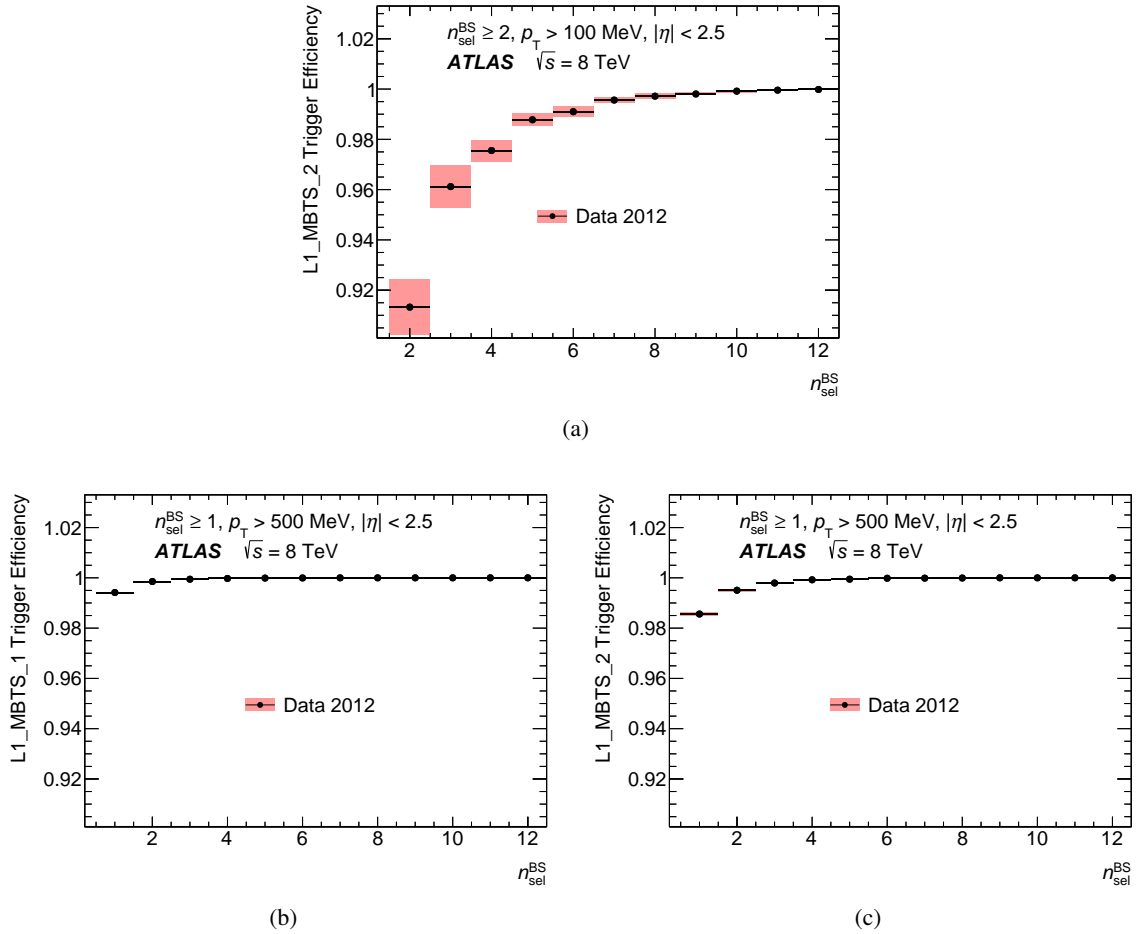 L1_MBTS_2 Trigger Efficiency
1.02
1
0.98
0.96
0.94
0.92
n_sel^BS ≥ 2, p_T > 100 MeV, |η| < 2.5
ATLAS √s = 8 TeV
Data 2012
2 4 6 8 10 12
n_sel^BS
(a)
L1_MBTS_1 Trigger Efficiency
1.02
1
0.98
0.96
0.94
0.92
n_sel^BS ≥ 1, p_T > 500 MeV, |η| < 2.5
ATLAS √s = 8 TeV
Data 2012
2 4 6 8 10 12
n_sel^BS
(b)
L1_MBTS_2 Trigger Efficiency
1.02
1
0.98
0.96
0.94
0.92
n_sel^BS ≥ 1, p_T > 500 MeV, |η| < 2.5
ATLAS √s = 8 TeV
Data 2012
2 4 6 8 10 12
n_sel^BS
(c)